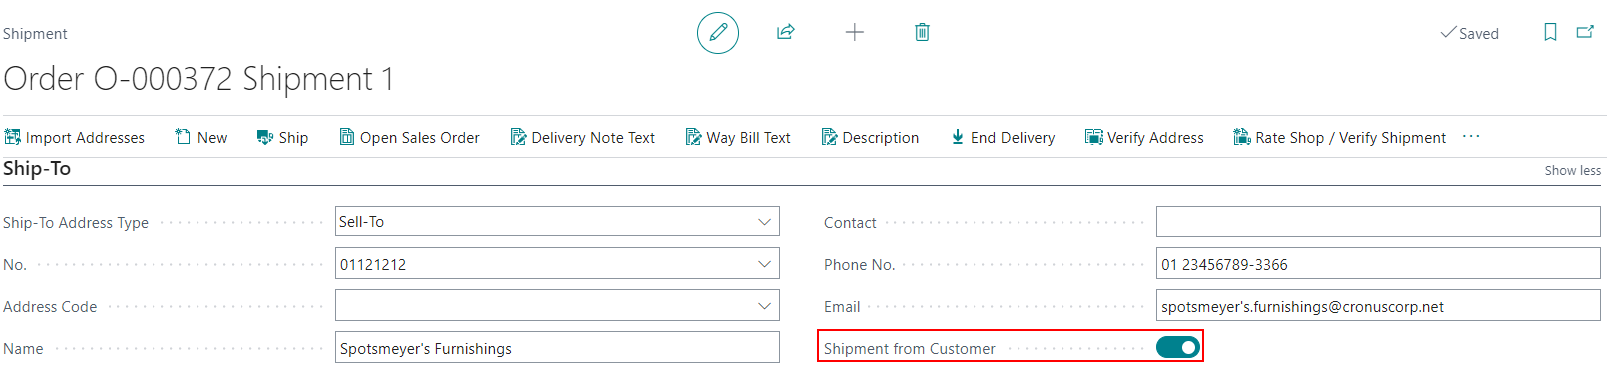 Shipment
Saved
Order O-000372 Shipment 1
Import Addresses New Ship Open Sales Order Delivery Note Text Way Bill Text Description End Delivery Verify Address Rate Shop / Verify Shipment ···
Ship-To
Show less
Ship-To Address Type Sell-To
Contact
No. 01121212
Phone No. 01 23456789-3366
Address Code
Email spotsmeyer's.furnishings@cronuscorp.net
Name Spotsmeyer's Furnishings
Shipment from Customer